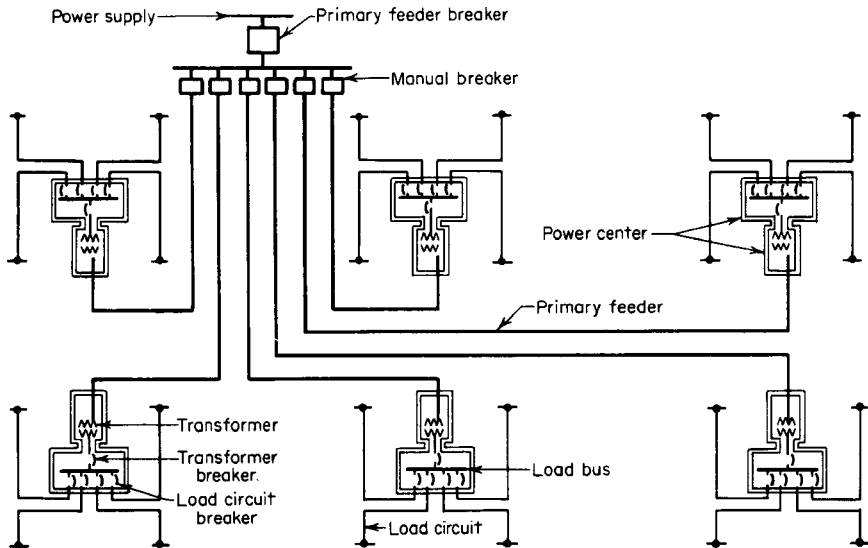 Power supply
Primary feeder breaker
Manual breaker
Power center
Primary feeder
Transformer
Transformer
breaker.
Load circuit
breaker
Load bus
Load circuit